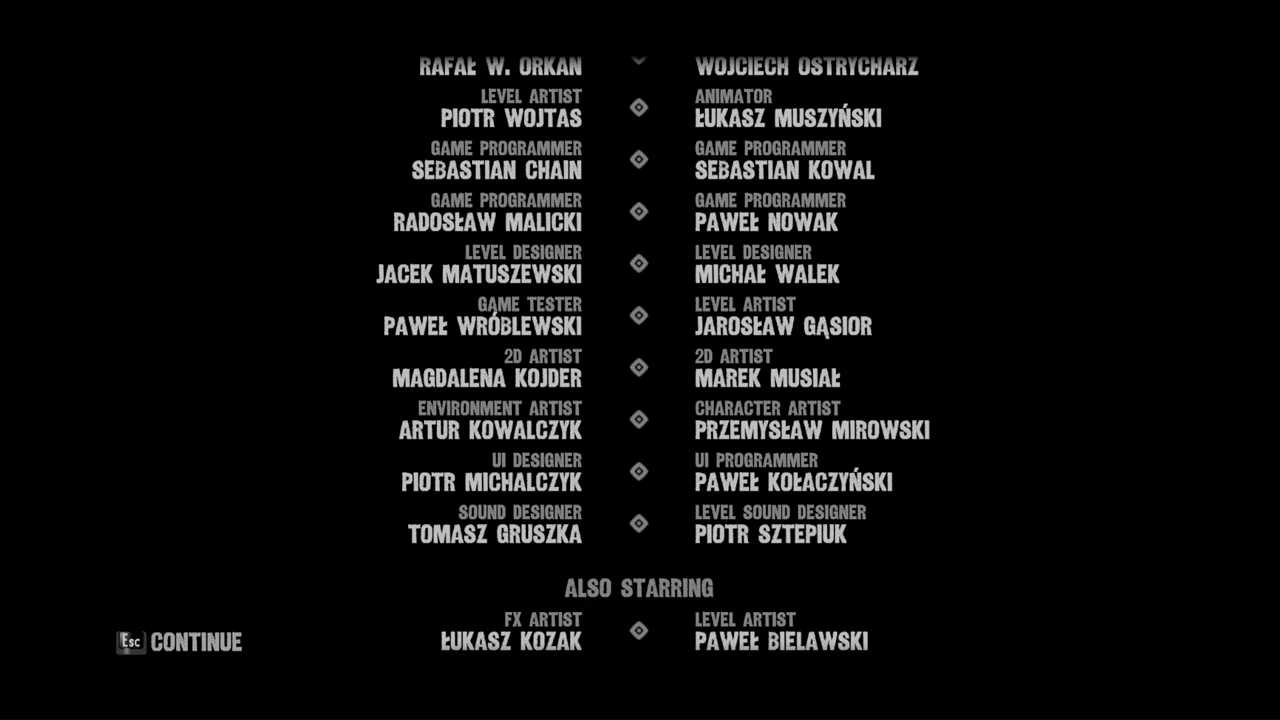 RAFAŁ W. ORKAN WOJCIECH OSTRYCHARZ
LEVEL ARTIST ANIMATOR
PIOTR WOJTAS ŁUKASZ MUSZYŃSKI
GAME PROGRAMMER GAME PROGRAMMER
SEBASTIAN CHAIN SEBASTIAN KOWAL
GAME PROGRAMMER GAME PROGRAMMER
RADOSŁAW MALICKI PAWEŁ NOWAK
LEVEL DESIGNER LEVEL DESIGNER
JACEK MATUSZEWSKI MICHAŁ WALEK
GAME TESTER LEVEL ARTIST
PAWEŁ WRÓBLEWSKI JAROSŁAW GĄSIOR
2D ARTIST 2D ARTIST
MAGDALENA KOJDER MAREK MUSIAŁ
ENVIRONMENT ARTIST CHARACTER ARTIST
ARTUR KOWALCZYK PRZEMYSŁAW MIROWSKI
UI DESIGNER UI PROGRAMMER
PIOTR MICHALCZYK PAWEŁ KOŁACZYŃSKI
SOUND DESIGNER LEVEL SOUND DESIGNER
TOMASZ GRUSZKA PIOTR SZTEPIUK
ALSO STARRING
FX ARTIST LEVEL ARTIST
ŁUKASZ KOZAK PAWEŁ BIELAWSKI
Esc CONTINUE